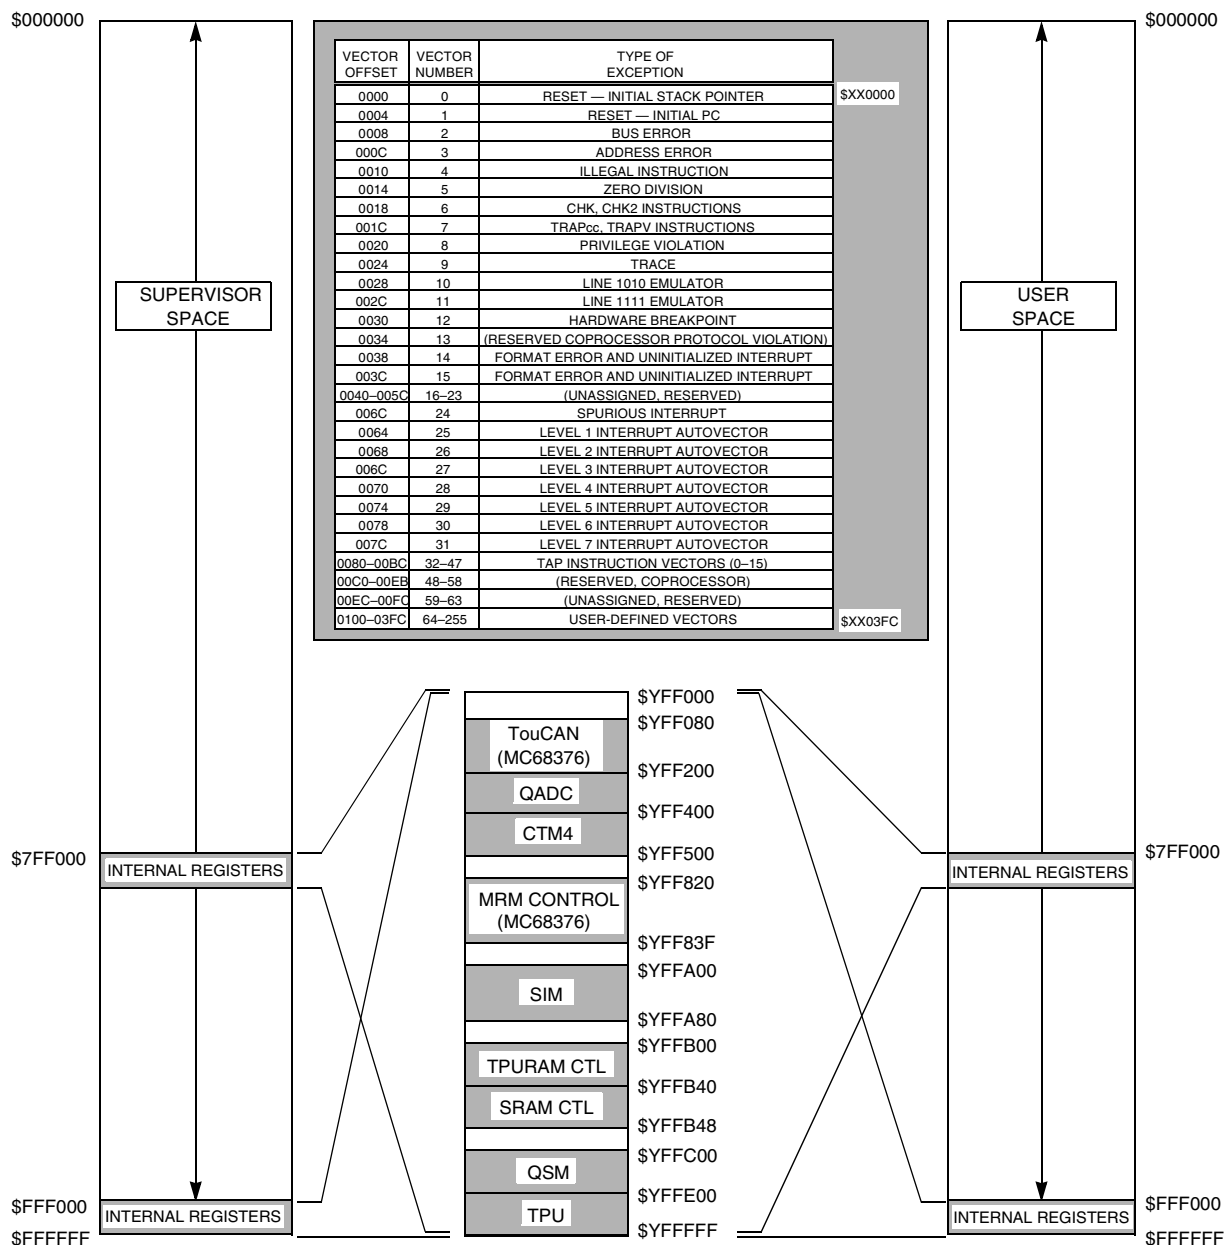 $000000
$000000
VECTOR OFFSET VECTOR NUMBER TYPE OF EXCEPTION
0000 0 RESET — INITIAL STACK POINTER $XX0000
0004 1 RESET — INITIAL PC
0008 2 BUS ERROR
000C 3 ADDRESS ERROR
0010 4 ILLEGAL INSTRUCTION
0014 5 ZERO DIVISION
0018 6 CHK, CHK2 INSTRUCTIONS
001C 7 TRAPcc, TRAPV INSTRUCTIONS
0020 8 PRIVILEGE VIOLATION
0024 9 TRACE
0028 10 LINE 1010 EMULATOR
002C 11 LINE 1111 EMULATOR
0030 12 HARDWARE BREAKPOINT
0034 13 (RESERVED COPROCESSOR PROTOCOL VIOLATION)
0038 14 FORMAT ERROR AND UNINITIALIZED INTERRUPT
003C 15 FORMAT ERROR AND UNINITIALIZED INTERRUPT
0040–005C 16–23 (UNASSIGNED, RESERVED)
006C 24 SPURIOUS INTERRUPT
0064 25 LEVEL 1 INTERRUPT AUTOVECTOR
0068 26 LEVEL 2 INTERRUPT AUTOVECTOR
006C 27 LEVEL 3 INTERRUPT AUTOVECTOR
0070 28 LEVEL 4 INTERRUPT AUTOVECTOR
0074 29 LEVEL 5 INTERRUPT AUTOVECTOR
0078 30 LEVEL 6 INTERRUPT AUTOVECTOR
007C 31 LEVEL 7 INTERRUPT AUTOVECTOR
0080–00BC 32–47 TAP INSTRUCTION VECTORS (0–15)
00C0–00EB 48–58 (RESERVED, COPROCESSOR)
00EC–00FC 59–63 (UNASSIGNED, RESERVED)
0100–03FC 64–255 USER-DEFINED VECTORS $XX03FC
SUPERVISOR
SPACE
USER
SPACE
$YFF000
$YFF080
TouCAN
(MC68376)
$YFF200
QADC
$YFF400
CTM4
$YFF500
$7FF000
INTERNAL REGISTERS
$7FF000
INTERNAL REGISTERS
$YFF820
MRM CONTROL
(MC68376)
$YFF83F
$YFFA00
SIM
$YFFA80
$YFFB00
TPURAM CTL
$YFFB40
SRAM CTL
$YFFB48
$YFFC00
QSM
$YFFE00
TPU
$YFFFFF
$FFF000
INTERNAL REGISTERS
$FFFFFF
$FFF000
INTERNAL REGISTERS
$FFFFFF